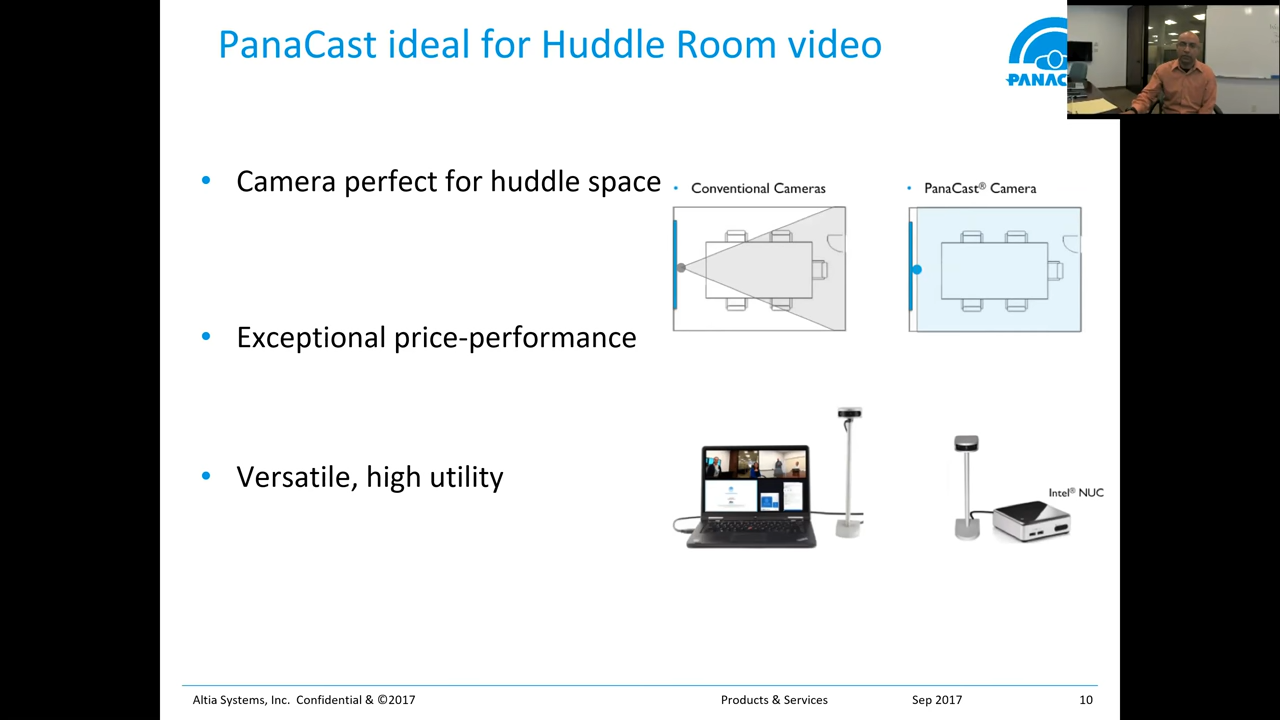 PanaCast ideal for Huddle Room video
PANAC
• Camera perfect for huddle space
• Conventional Cameras
• PanaCast® Camera
• Exceptional price-performance
• Versatile, high utility
Intel® NUC
Altia Systems, Inc. Confidential & ©2017
Products & Services
Sep 2017
10